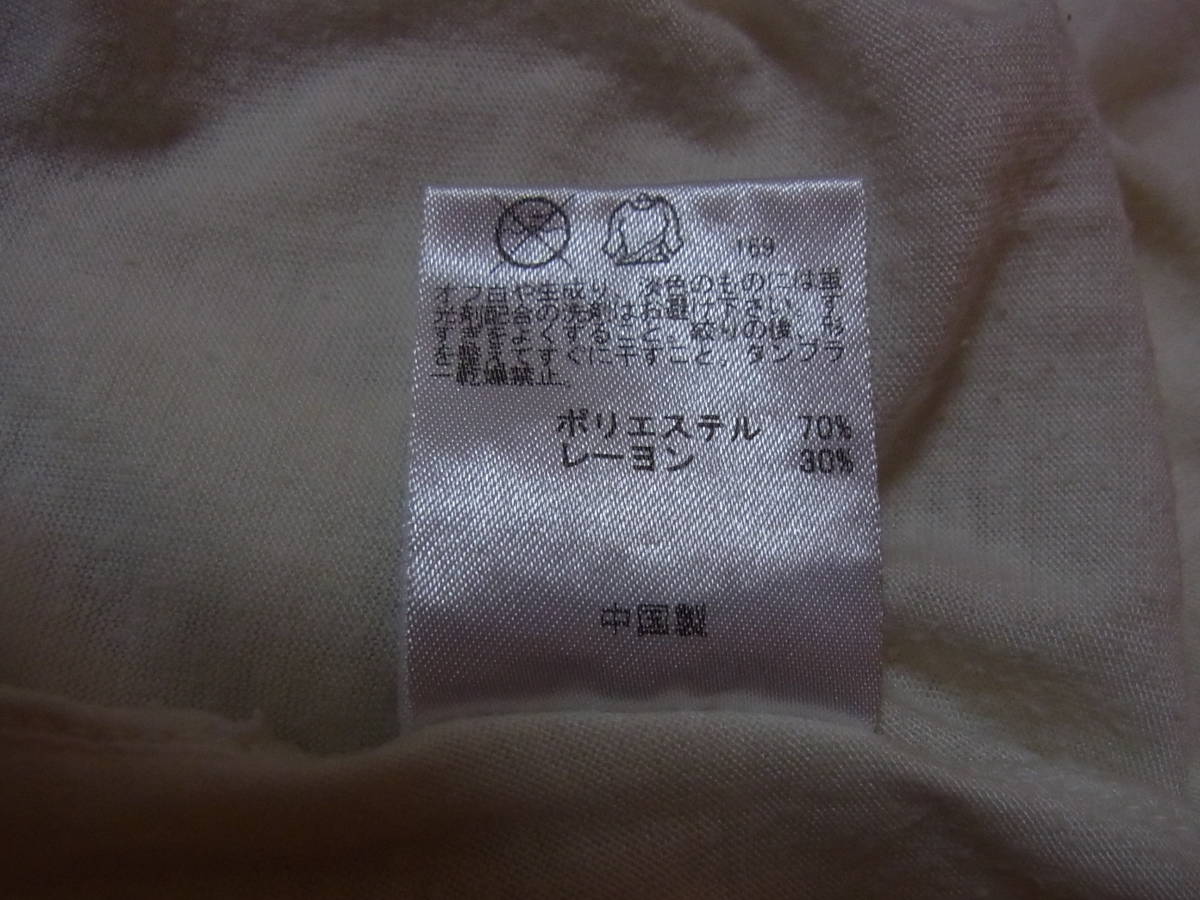 169
オフ白や生成り、淡色のものには蛍
光剤配合の洗剤はお避け下さい。す
すぎをよくすること、絞りの後、形
を整えてすぐに干すこと,タンブラ
ー乾燥禁止.
ポリエステル 70%
レーヨン 30%
中国製